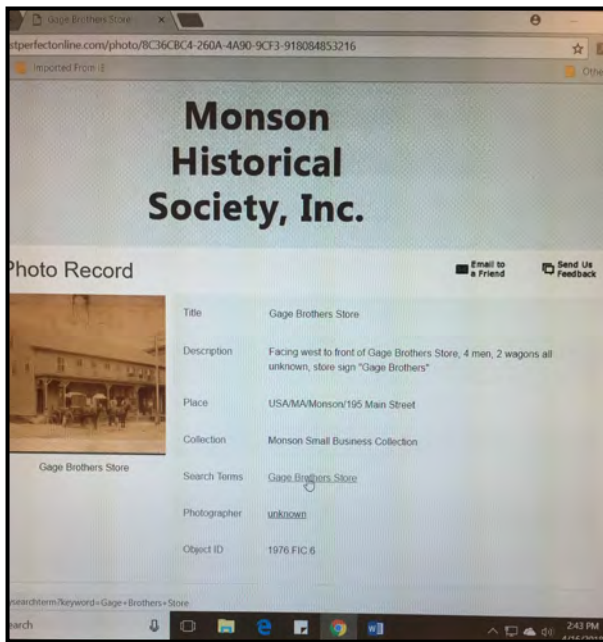 Gage Brothers Store
stperfectonline.com/photo/8C36CBC4-260A-4A90-9CF3-918084853216
Imported From IE
Othe
Monson
Historical
Society, Inc.
Photo Record
Email to
a Friend
Send Us
Feedback
Title
Gage Brothers Store
Description
Facing west to front of Gage Brothers Store, 4 men, 2 wagons all
unknown, store sign "Gage Brothers"
Place
USA/MA/Monson/195 Main Street
Collection
Monson Small Business Collection
Gage Brothers Store
Search Terms
Gage Brothers Store
Photographer
unknown
Object ID
1976.FIC.6
searchterm?keyword=Gage+Brothers+Store
earch
2:43 PM